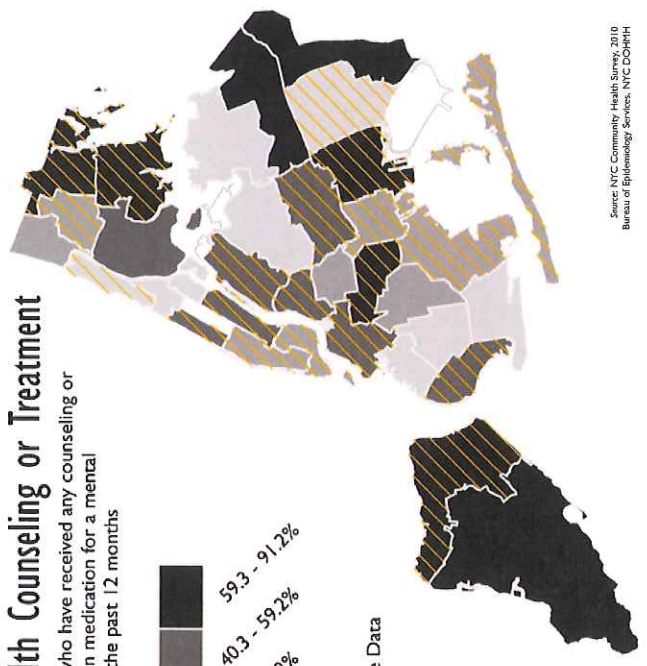 lth Counseling or Treatment
who have received any counseling or
n medication for a mental
the past 12 months
59.3 - 91.2%
40.3 - 59.2%
e Data
Source: NYC Community Health Survey, 2010
Bureau of Epidemiology Services, NYC DOHMH